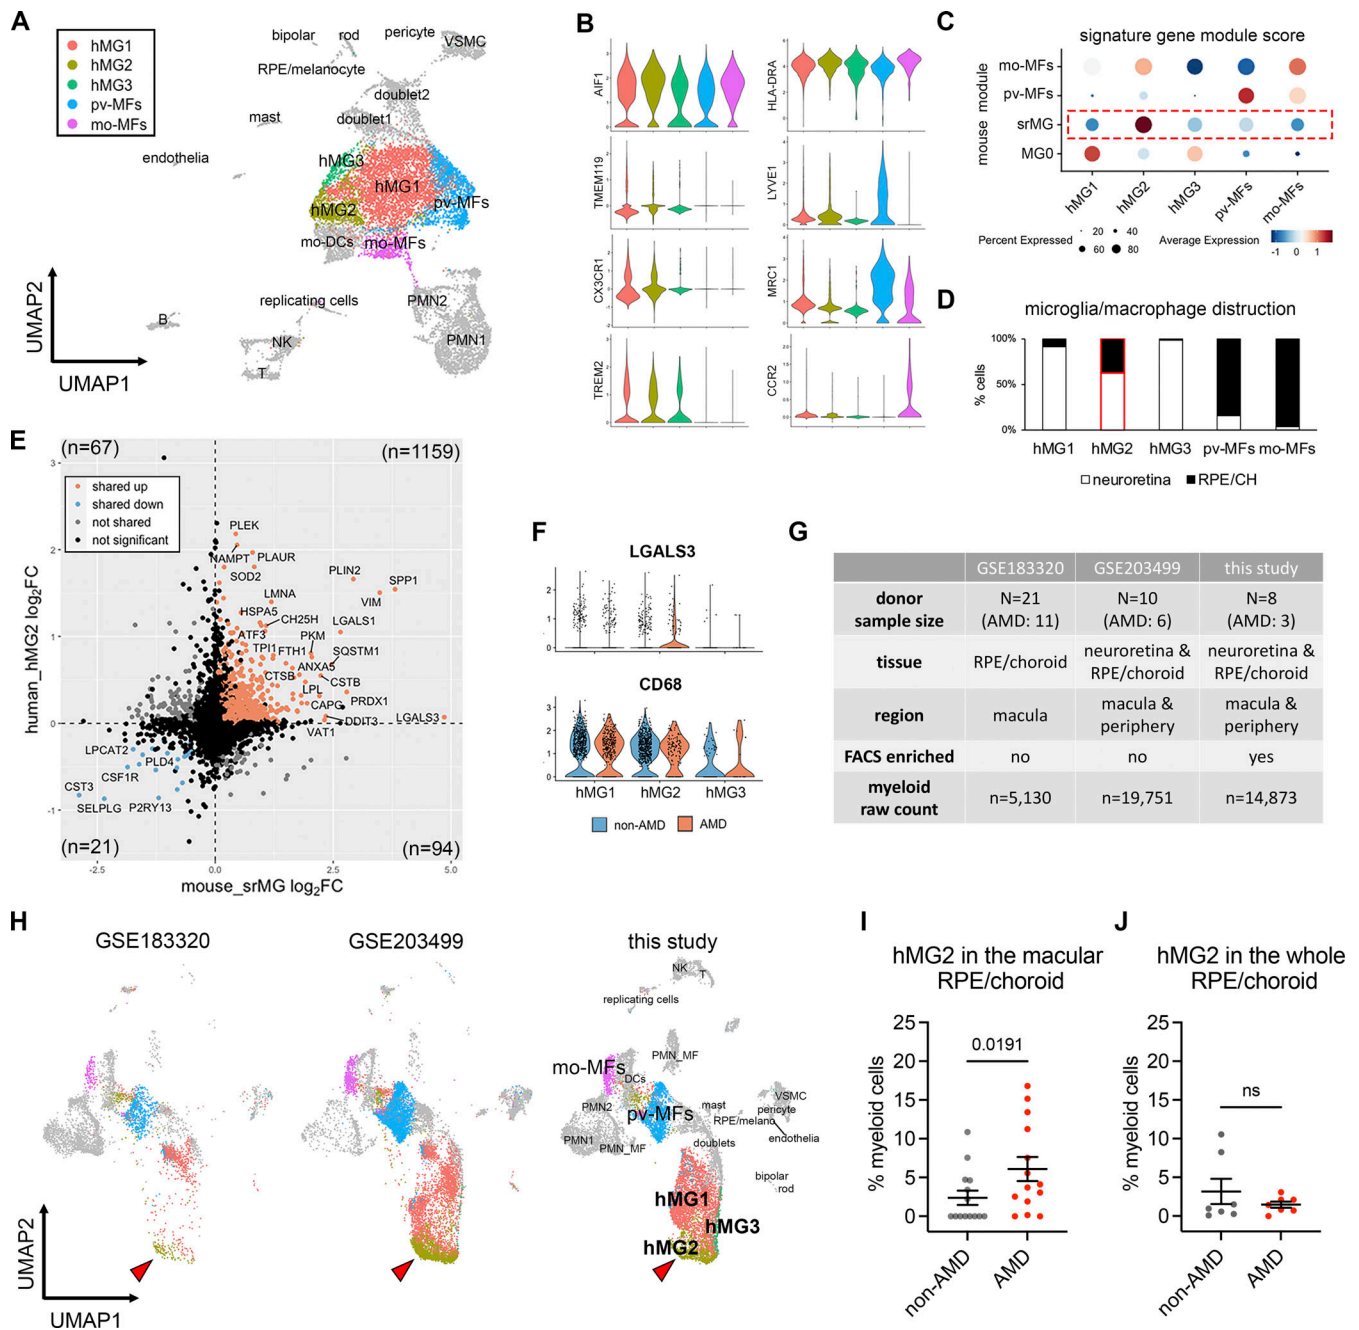 A
hMG1
hMG2
hMG3
pv-MFs
mo-MFs
bipolar
rod
pericyte
VSMC
RPE/melanocyte
doublet2
mast
doublet1
endothelia
hMG3
hMG1
hMG2
pv-MFs
mo-DCs
mo-MFs
replicating cells
PMN2
B
NK
PMN1
T
UMAP2
UMAP1
B
AIF1
HLA-DRA
TMEM19
LYVE1
CX3CR1
MRC1
TREM2
CCR2
C
signature gene module score
mouse module
mo-MFs
pv-MFs
srMG
MG0
hMG1
hMG2
hMG3
pv-MFs
mo-MFs
Percent Expressed
20
40
60
80
Average Expression
-1
0
1
D
microglia/macrophage distruction
% cells
100%
50%
0%
hMG1
hMG2
hMG3
pv-MFs
mo-MFs
neuroretina
RPE/CH
E
(n=67)
(n=1159)
shared up
shared down
not shared
not significant
PLEK
NAMPT
PLAUR
SOD2
PLIN2
SPP1
LMNA
VIM
HSPA5
CH25H
LGALS1
ATF3
PKM
TPI1
FTH1
SQSTM1
ANXA5
CTSB
CSTB
LPL
PRDX1
CAPG
DDIT3
LGALS3
VAT1
LPCAT2
PLD4
CSF1R
CST3
SELPLG
P2RY13
(n=21)
(n=94)
3
2
1
0
-1
-2.5
0.0
2.5
5.0
human_hMG2 log2FC
mouse_srMG log2FC
F
LGALS3
2
1
0
CD68
3
2
1
0
hMG1
hMG2
hMG3
non-AMD
AMD
G
GSE183320 GSE203499 this study
donor sample size N=21 (AMD: 11) N=10 (AMD: 6) N=8 (AMD: 3)
tissue RPE/choroid neuroretina & RPE/choroid neuroretina & RPE/choroid
region macula macula & periphery macula & periphery
FACS enriched no no yes
myeloid raw count n=5,130 n=19,751 n=14,873
H
GSE183320
GSE203499
this study
NK
T
replicating cells
PMN_MF
mo-MFs
DCs
PMN2
pv-MFs
mast
VSMC
RPE/melano
pericyte
endothelia
PMN1
PMN_MF
doublets
bipolar
rod
hMG1
hMG3
hMG2
UMAP2
UMAP1
I
hMG2 in the macular
RPE/choroid
% myeloid cells
25
20
15
10
5
0
0.0191
non-AMD
AMD
J
hMG2 in the whole
RPE/choroid
% myeloid cells
25
20
15
10
5
0
ns
non-AMD
AMD